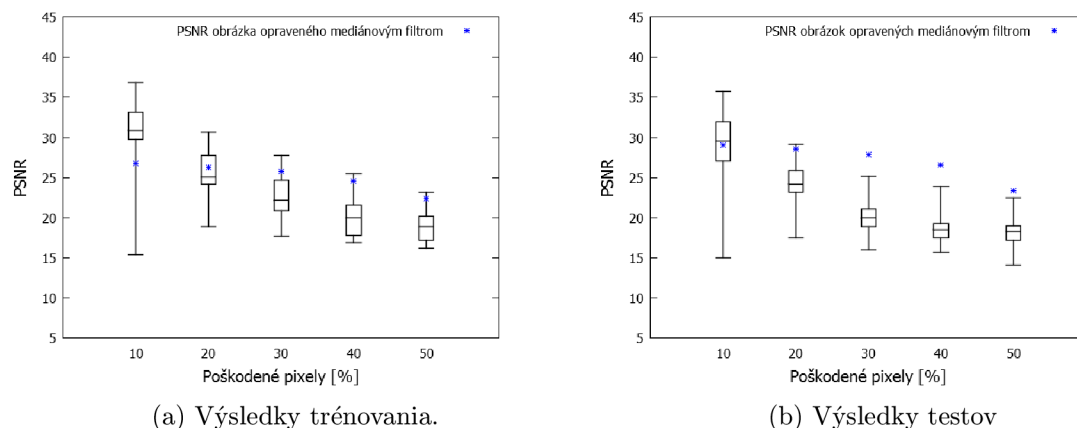 45
40
35
30
25
20
15
10
5
PSNR
PSNR obrázka opraveného mediánovým filtrom
10 20 30 40 50
Poškodené pixely [%]
(a) Výsledky trénovania.
45
40
35
30
25
20
15
10
5
PSNR
PSNR obrázok opravených mediánovým filtrom
10 20 30 40 50
Poškodené pixely [%]
(b) Výsledky testov